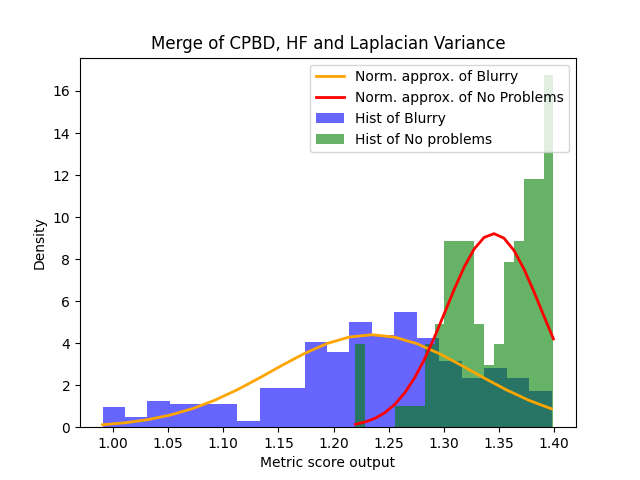 Merge of CPBD, HF and Laplacian Variance
Norm. approx. of Blurry
Norm. approx. of No Problems
Hist of Blurry
Hist of No problems
16
14
12
10
8
6
4
2
0
Density
1.00 1.05 1.10 1.15 1.20 1.25 1.30 1.35 1.40
Metric score output